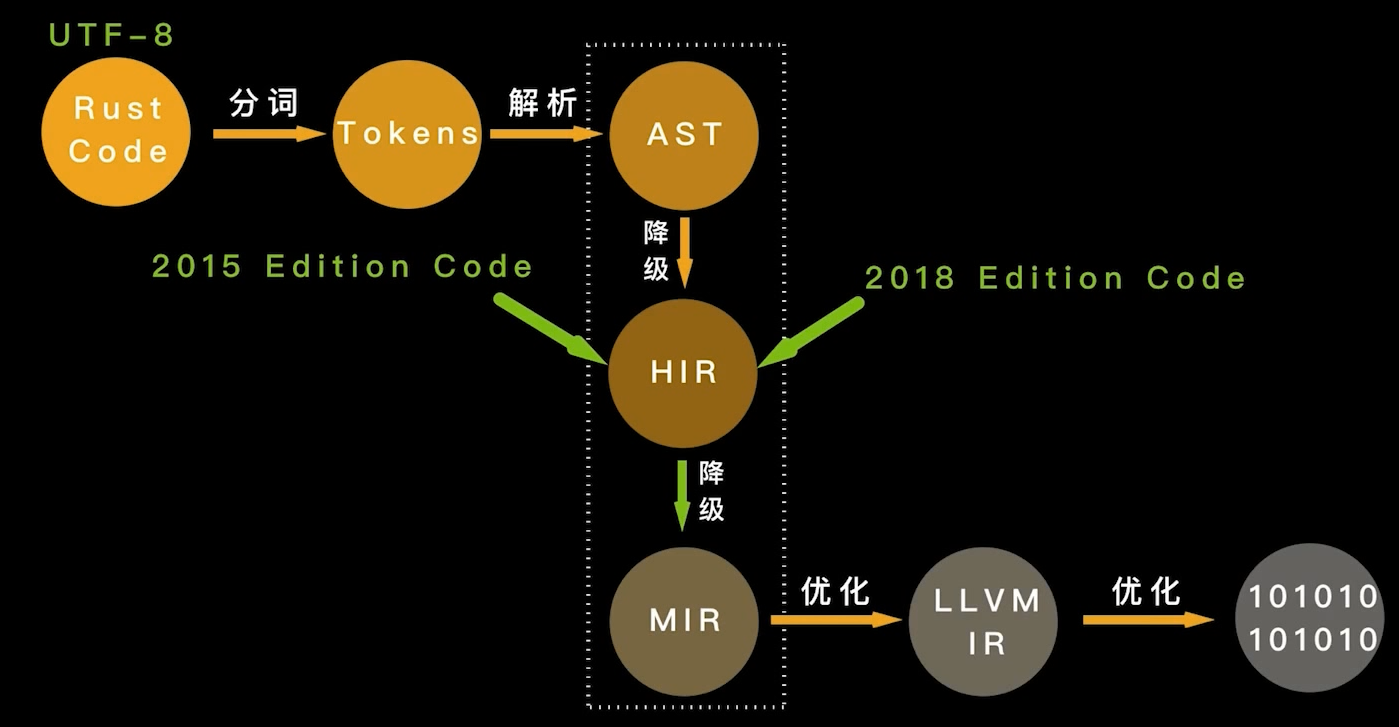 UTF-8
Rust
Code
分词
Tokens
解析
AST
降
级
2015 Edition Code
2018 Edition Code
HIR
降
级
MIR
优化
LLVM
IR
优化
101010
101010